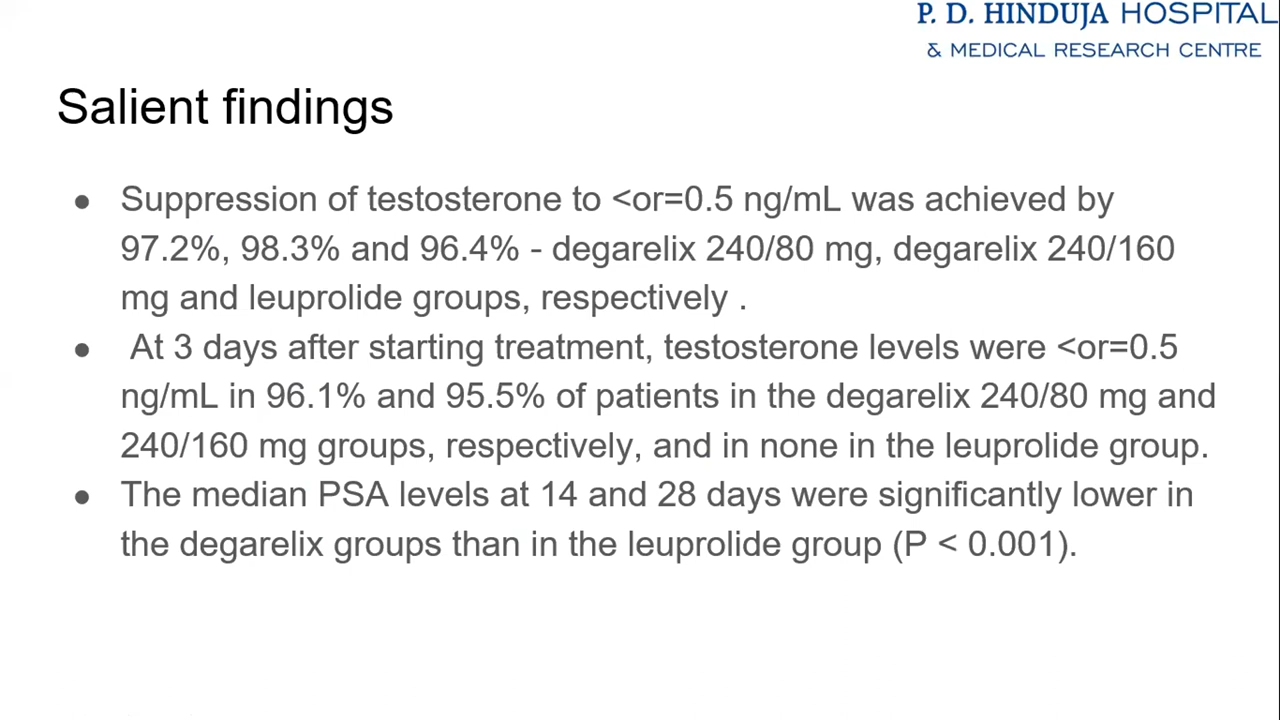 P. D. HINDUJA HOSPITAL
& MEDICAL RESEARCH CENTRE
Salient findings
● Suppression of testosterone to <or=0.5 ng/mL was achieved by
97.2%, 98.3% and 96.4% - degarelix 240/80 mg, degarelix 240/160
mg and leuprolide groups, respectively .
● At 3 days after starting treatment, testosterone levels were <or=0.5
ng/mL in 96.1% and 95.5% of patients in the degarelix 240/80 mg and
240/160 mg groups, respectively, and in none in the leuprolide group.
● The median PSA levels at 14 and 28 days were significantly lower in
the degarelix groups than in the leuprolide group (P < 0.001).